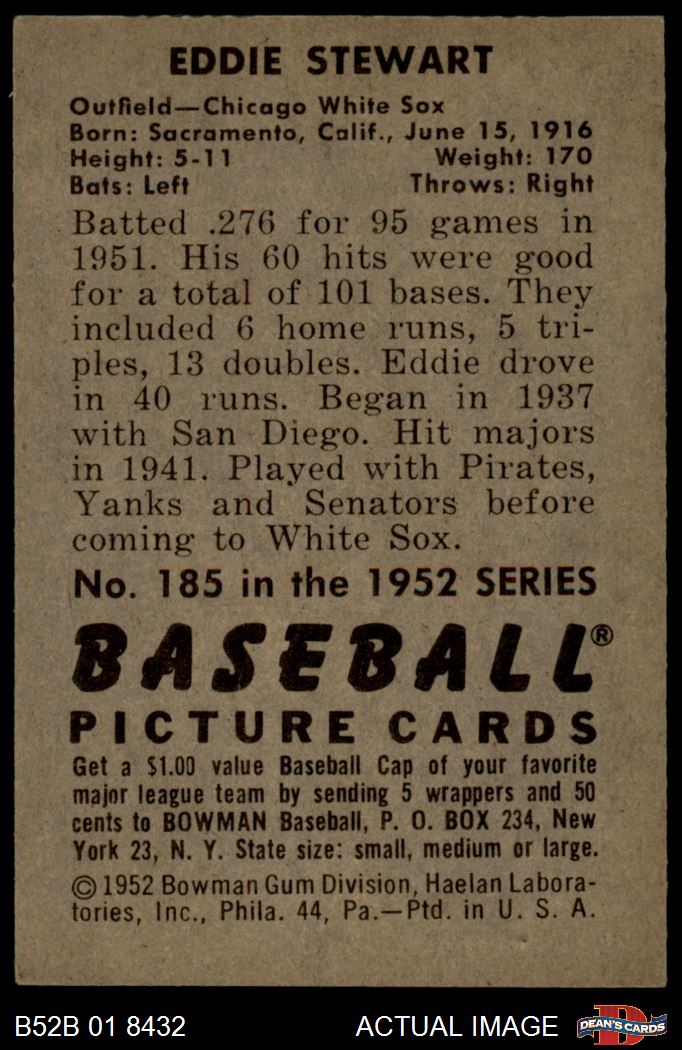 EDDIE STEWART
Outfield—Chicago White Sox
Born: Sacramento, Calif., June 15, 1916
Height: 5-11 Weight: 170
Bats: Left Throws: Right
Batted .276 for 95 games in
1951. His 60 hits were good
for a total of 101 bases. They
included 6 home runs, 5 tri-
ples, 13 doubles. Eddie drove
in 40 runs. Began in 1937
with San Diego. Hit majors
in 1941. Played with Pirates,
Yanks and Senators before
coming to White Sox.
No. 185 in the 1952 SERIES
BASEBALL®
PICTURE CARDS
Get a $1.00 value Baseball Cap of your favorite
major league team by sending 5 wrappers and 50
cents to BOWMAN Baseball, P. O. BOX 234, New
York 23, N. Y. State size: small, medium or large.
© 1952 Bowman Gum Division, Haelan Labora-
tories, Inc., Phila. 44, Pa.—Ptd. in U. S. A.
B52B 01 8432 ACTUAL IMAGE D DEAN'S CARDS